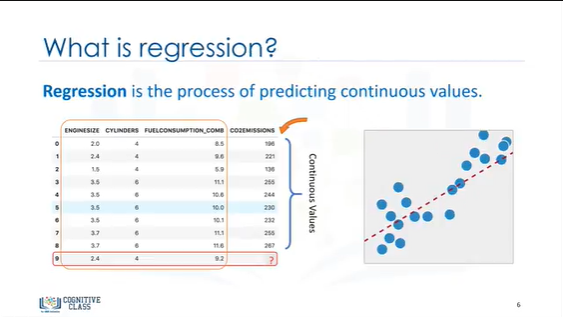 What is regression?
Regression is the process of predicting continuous values.
ENGINESIZE CYLINDERS FUELCONSUMPTION_COMB CO2EMISSIONS
0 2.0 4 8.5 196
1 2.4 4 9.6 221
2 1.5 4 5.9 136
3 3.5 6 11.1 255
4 3.5 6 10.6 244
5 3.5 6 10.0 230
6 3.5 6 10.1 232
7 3.7 6 11.1 255
8 3.7 6 11.6 267
9 2.4 4 9.2 ?
Continuous Values
COGNITIVE
CLASS
6